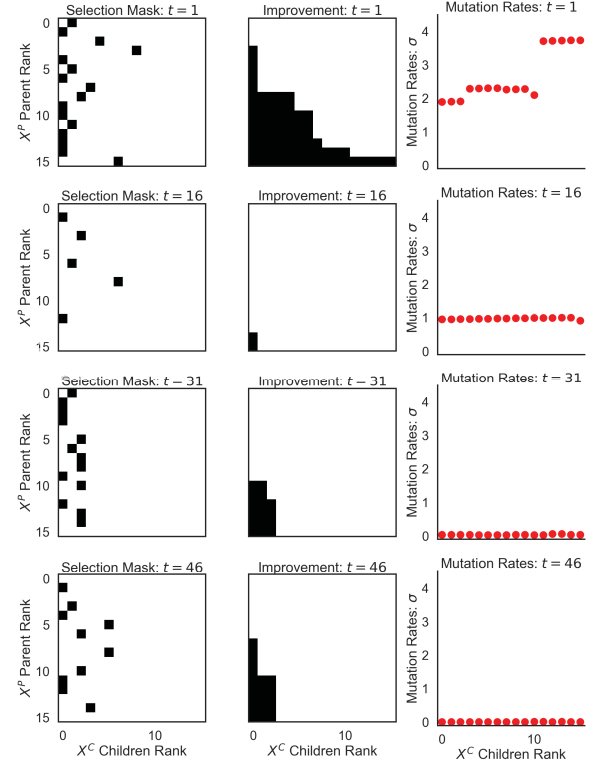 Selection Mask: t = 1
Improvement: t = 1
Mutation Rates: t = 1
X^P Parent Rank
0
5
10
15
Mutation Rates: σ
4
3
2
1
0
Selection Mask: t = 16
Improvement: t = 16
Mutation Rates: t = 16
X^P Parent Rank
0
5
10
15
Mutation Rates: σ
4
3
2
1
0
Selection Mask: t − 31
Improvement: t − 31
Mutation Rates: t − 31
X^P Parent Rank
0
5
10
15
Mutation Rates: σ
4
3
2
1
0
Selection Mask: t = 46
Improvement: t = 46
Mutation Rates: t = 46
X^P Parent Rank
0
5
10
15
Mutation Rates: σ
4
3
2
1
0
0 10
0 10
0 10
X^C Children Rank
X^C Children Rank
X^C Children Rank